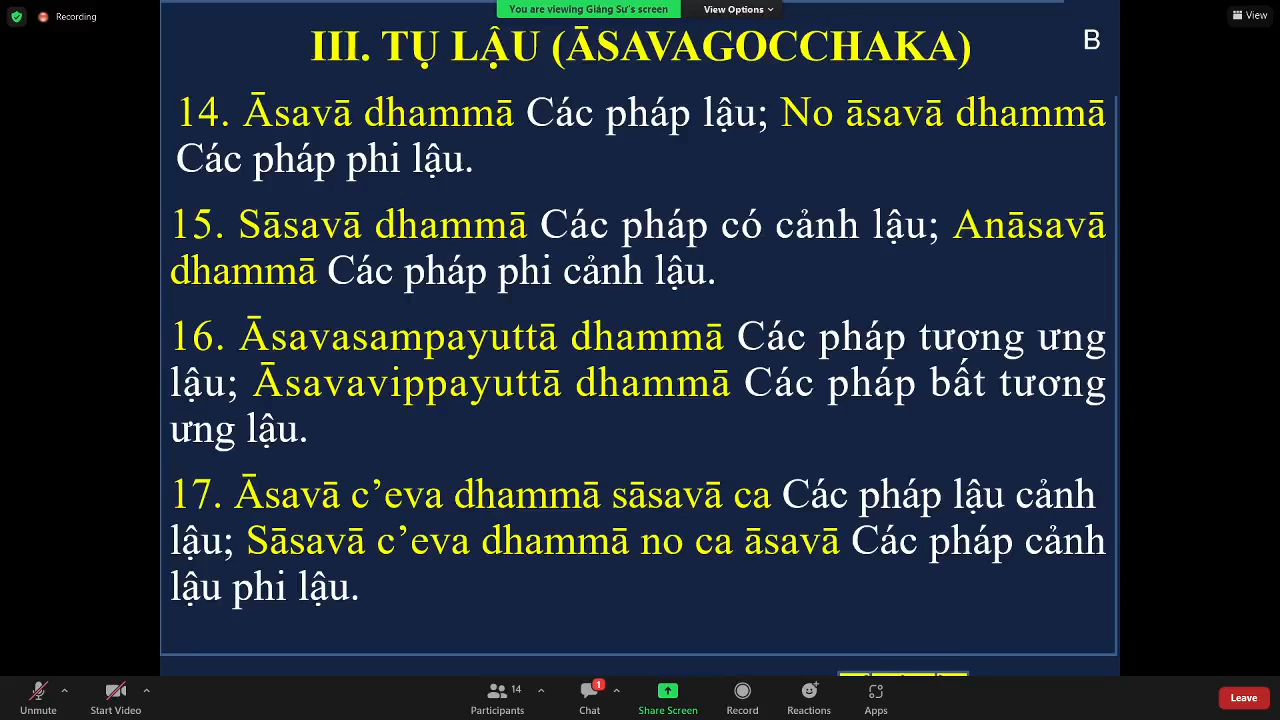 You are viewing Giảng Sư's screen
View Options
Recording
View
III. TỤ LẬU (ĀSAVAGOCCHAKA)
B
14. Āsavā dhammā Các pháp lậu; No āsavā dhammā
Các pháp phi lậu.
15. Sāsavā dhammā Các pháp có cảnh lậu; Anāsavā
dhammā Các pháp phi cảnh lậu.
16. Āsavasampayuttā dhammā Các pháp tương ưng
lậu; Āsavavippayuttā dhammā Các pháp bất tương
ưng lậu.
17. Āsavā c’eva dhammā sāsavā ca Các pháp lậu cảnh
lậu; Sāsavā c’eva dhammā no ca āsavā Các pháp cảnh
lậu phi lậu.
Unmute
Start Video
14
Participants
1
Chat
Share Screen
Record
Reactions
Apps
Leave